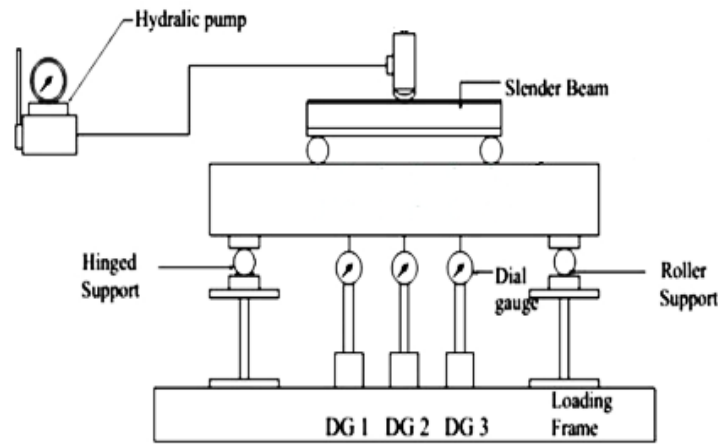 Hydralic pump
Slender Beam
Hinged
Support
Dial
gauge
Roller
Support
Loading
Frame
DG 1 DG 2 DG 3